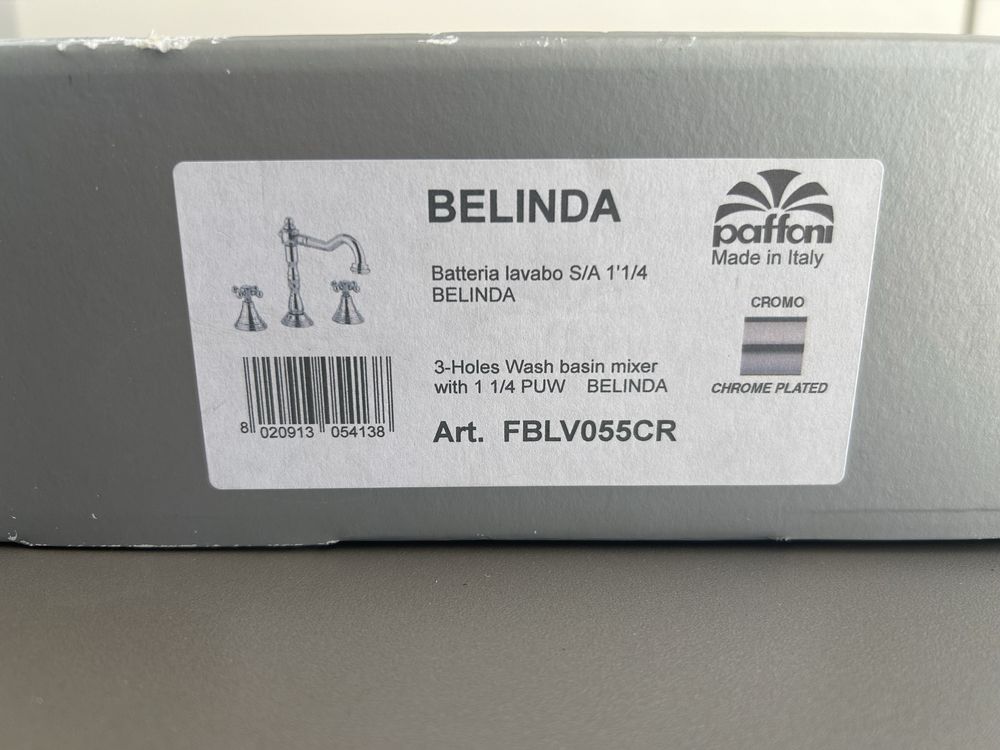 BELINDA
Batteria lavabo S/A 1'1/4
BELINDA
3-Holes Wash basin mixer
with 1 1/4 PUW BELINDA
Art. FBLV055CR
8 020913 054138
paffoni
Made in Italy
CROMO
CHROME PLATED